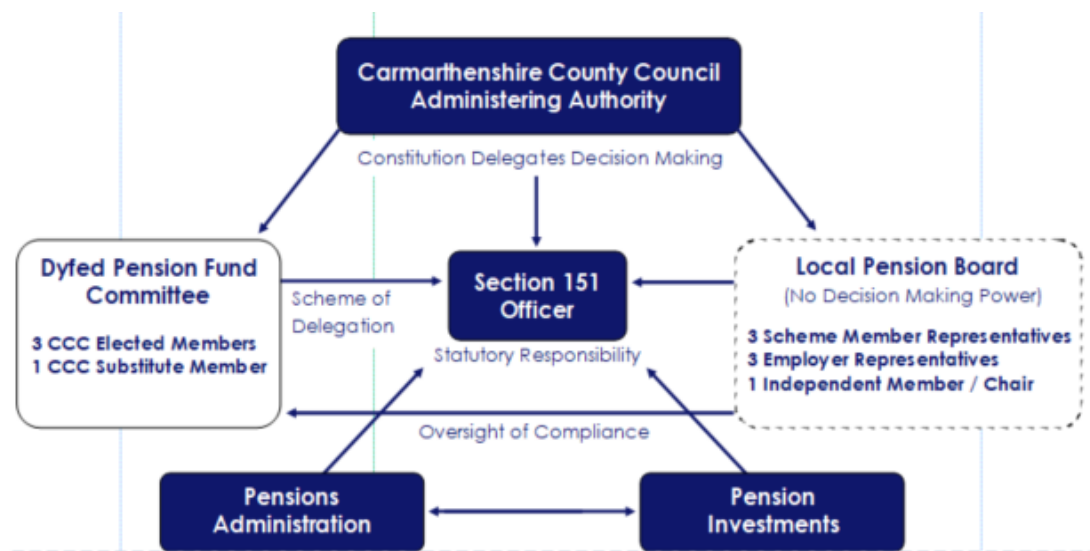 Carmarthenshire County Council
Administering Authority
Constitution Delegates Decision Making
Dyfed Pension Fund
Committee
3 CCC Elected Members
1 CCC Substitute Member
Scheme of
Delegation
Section 151
Officer
Statutory Responsibility
Local Pension Board
(No Decision Making Power)
3 Scheme Member Representatives
3 Employer Representatives
1 Independent Member / Chair
Oversight of Compliance
Pensions
Administration
Pension
Investments